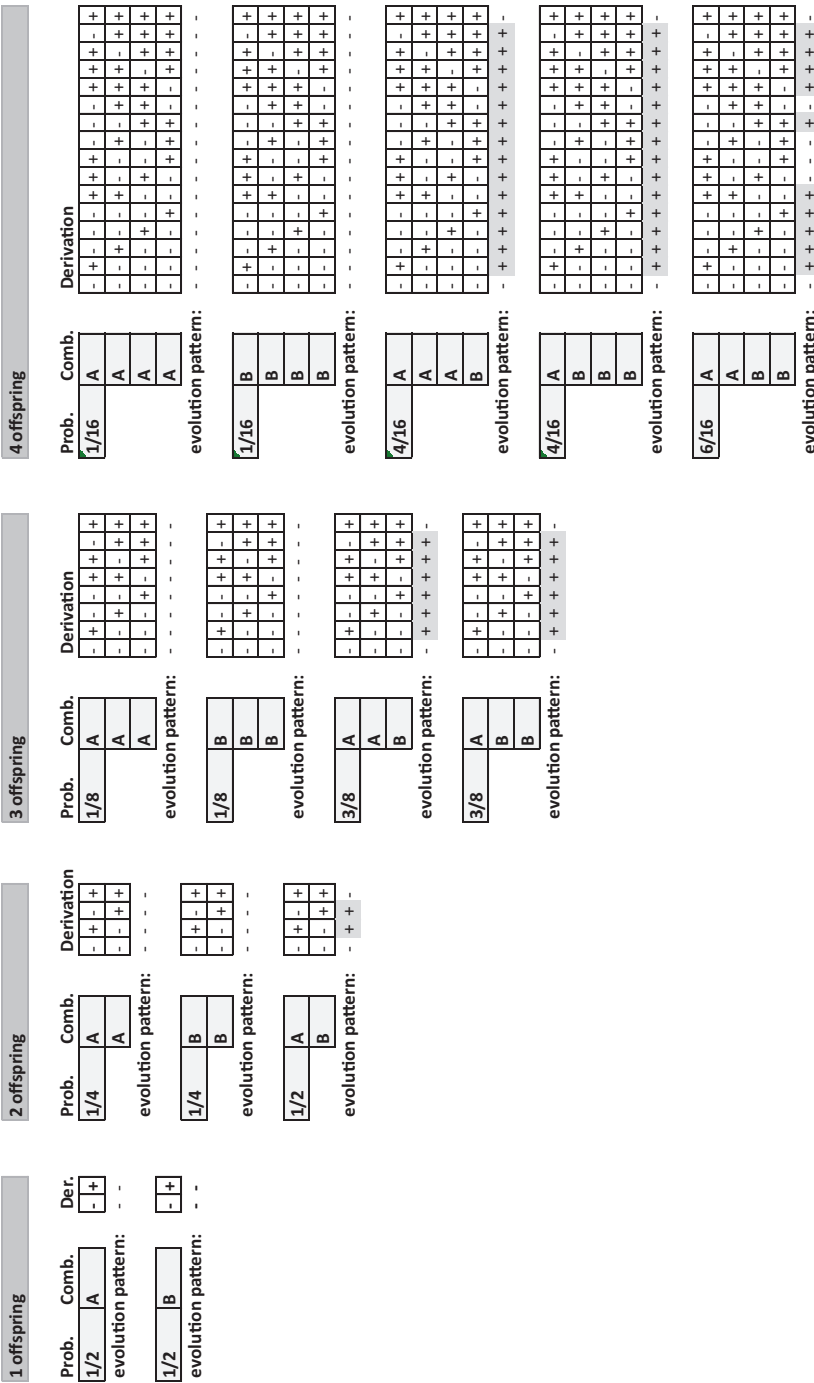 1 offspring
Prob. Comb. Der.
1/2 A - +
evolution pattern: - -
1/2 B - +
evolution pattern: - -
2 offspring
Prob. Comb. Derivation
1/4 A - + - +
A - - + +
evolution pattern: - - - -
1/4 B - + - +
B - - + +
evolution pattern: - - - -
1/2 A - + - +
B - - + +
evolution pattern: - + + -
3 offspring
Prob. Comb. Derivation
1/8 A - + - - + + - +
A - - + - + - + +
A - - - + - + + +
evolution pattern: - - - - - - - -
1/8 B - + - - + + - +
B - - + - + - + +
B - - - + - + + +
evolution pattern: - - - - - - - -
3/8 A - + - - + + - +
A - - + - + - + +
B - - - + - + + +
evolution pattern: - + + + + + + -
3/8 A - + - - + + - +
B - - + - + - + +
B - - - + - + + +
evolution pattern: - + + + + + + -
4 offspring
Prob. Comb. Derivation
1/16 A - + - - - + + + - - - + + + - +
A - - + - - + - - + - + + + - + +
A - - - + - - + - + + - + - + + +
A - - - - + - - + - + + - + + + +
evolution pattern: - - - - - - - - - - - - - - - -
1/16 B - + - - - + + + - - - + + + - +
B - - + - - + - - + - + + + - + +
B - - - + - - + - + + - + - + + +
B - - - - + - - + - + + - + + + +
evolution pattern: - - - - - - - - - - - - - - - -
4/16 A - + - - - + + + - - - + + + - +
A - - + - - + - - + - + + + - + +
A - - - + - - + - + + - + - + + +
B - - - - + - - + - + + - + + + +
evolution pattern: - + + + + + + + + + + + + + + -
4/16 A - + - - - + + + - - - + + + - +
B - - + - - + - - + - + + + - + +
B - - - + - - + - + + - + - + + +
B - - - - + - - + - + + - + + + +
evolution pattern: - + + + + + + + + + + + + + + -
6/16 A - + - - - + + + - - - + + + - +
A - - + - - + - - + - + + + - + +
B - - - + - - + - + + - + - + + +
B - - - - + - - + - + + - + + + +
evolution pattern: - + + + + + - - - + - + + + + -